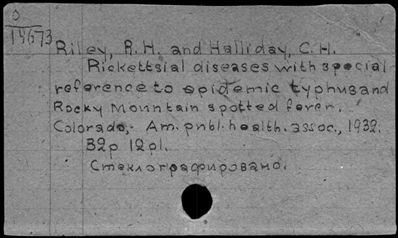 Э
14673
Riley, R. H. and Halliday, C. H.
Rickettsial diseases with special
reference to epidemic typhus and
Rocky Mountain spotted fever.
Colorado, Am. publ. health. assoc., 1932.
32p 12pl.
Стеклографировано.